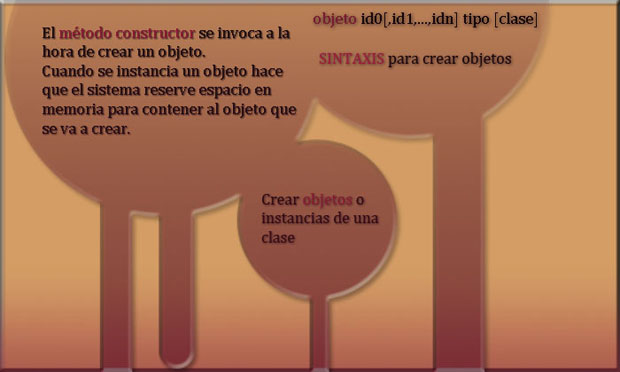 El método constructor se invoca a la
hora de crear un objeto.
Cuando se instancia un objeto hace
que el sistema reserve espacio en
memoria para contener al objeto que
se va a crear.
objeto id0[,id1,...,idn] tipo [clase]
SINTAXIS para crear objetos
Crear objetos o
instancias de una
clase